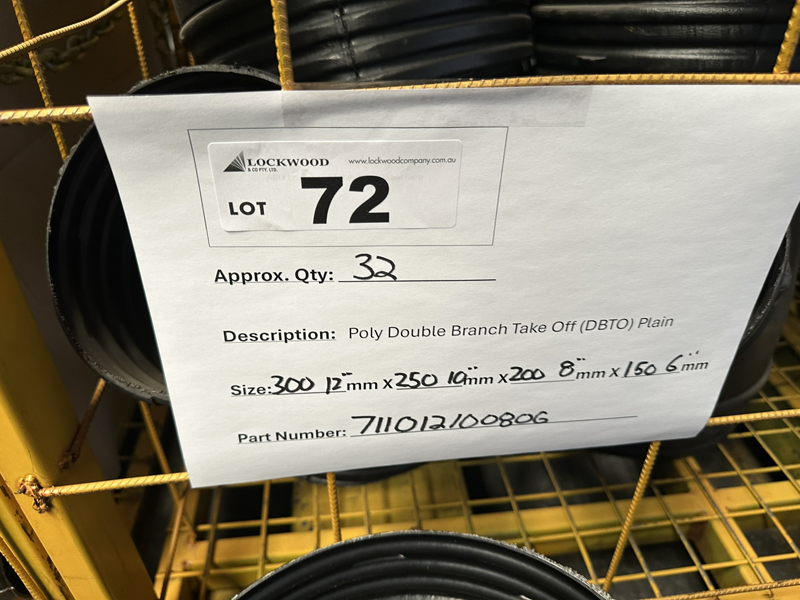 LOCKWOOD
& CO PTY. LTD.
www.lockwoodcompany.com.au
LOT 72
Approx. Qty: 32
Description: Poly Double Branch Take Off (DBTO) Plain
Size: 300 12"mm x 250 10"mm x 200 8"mm x 150 6"mm
Part Number: 711012100806